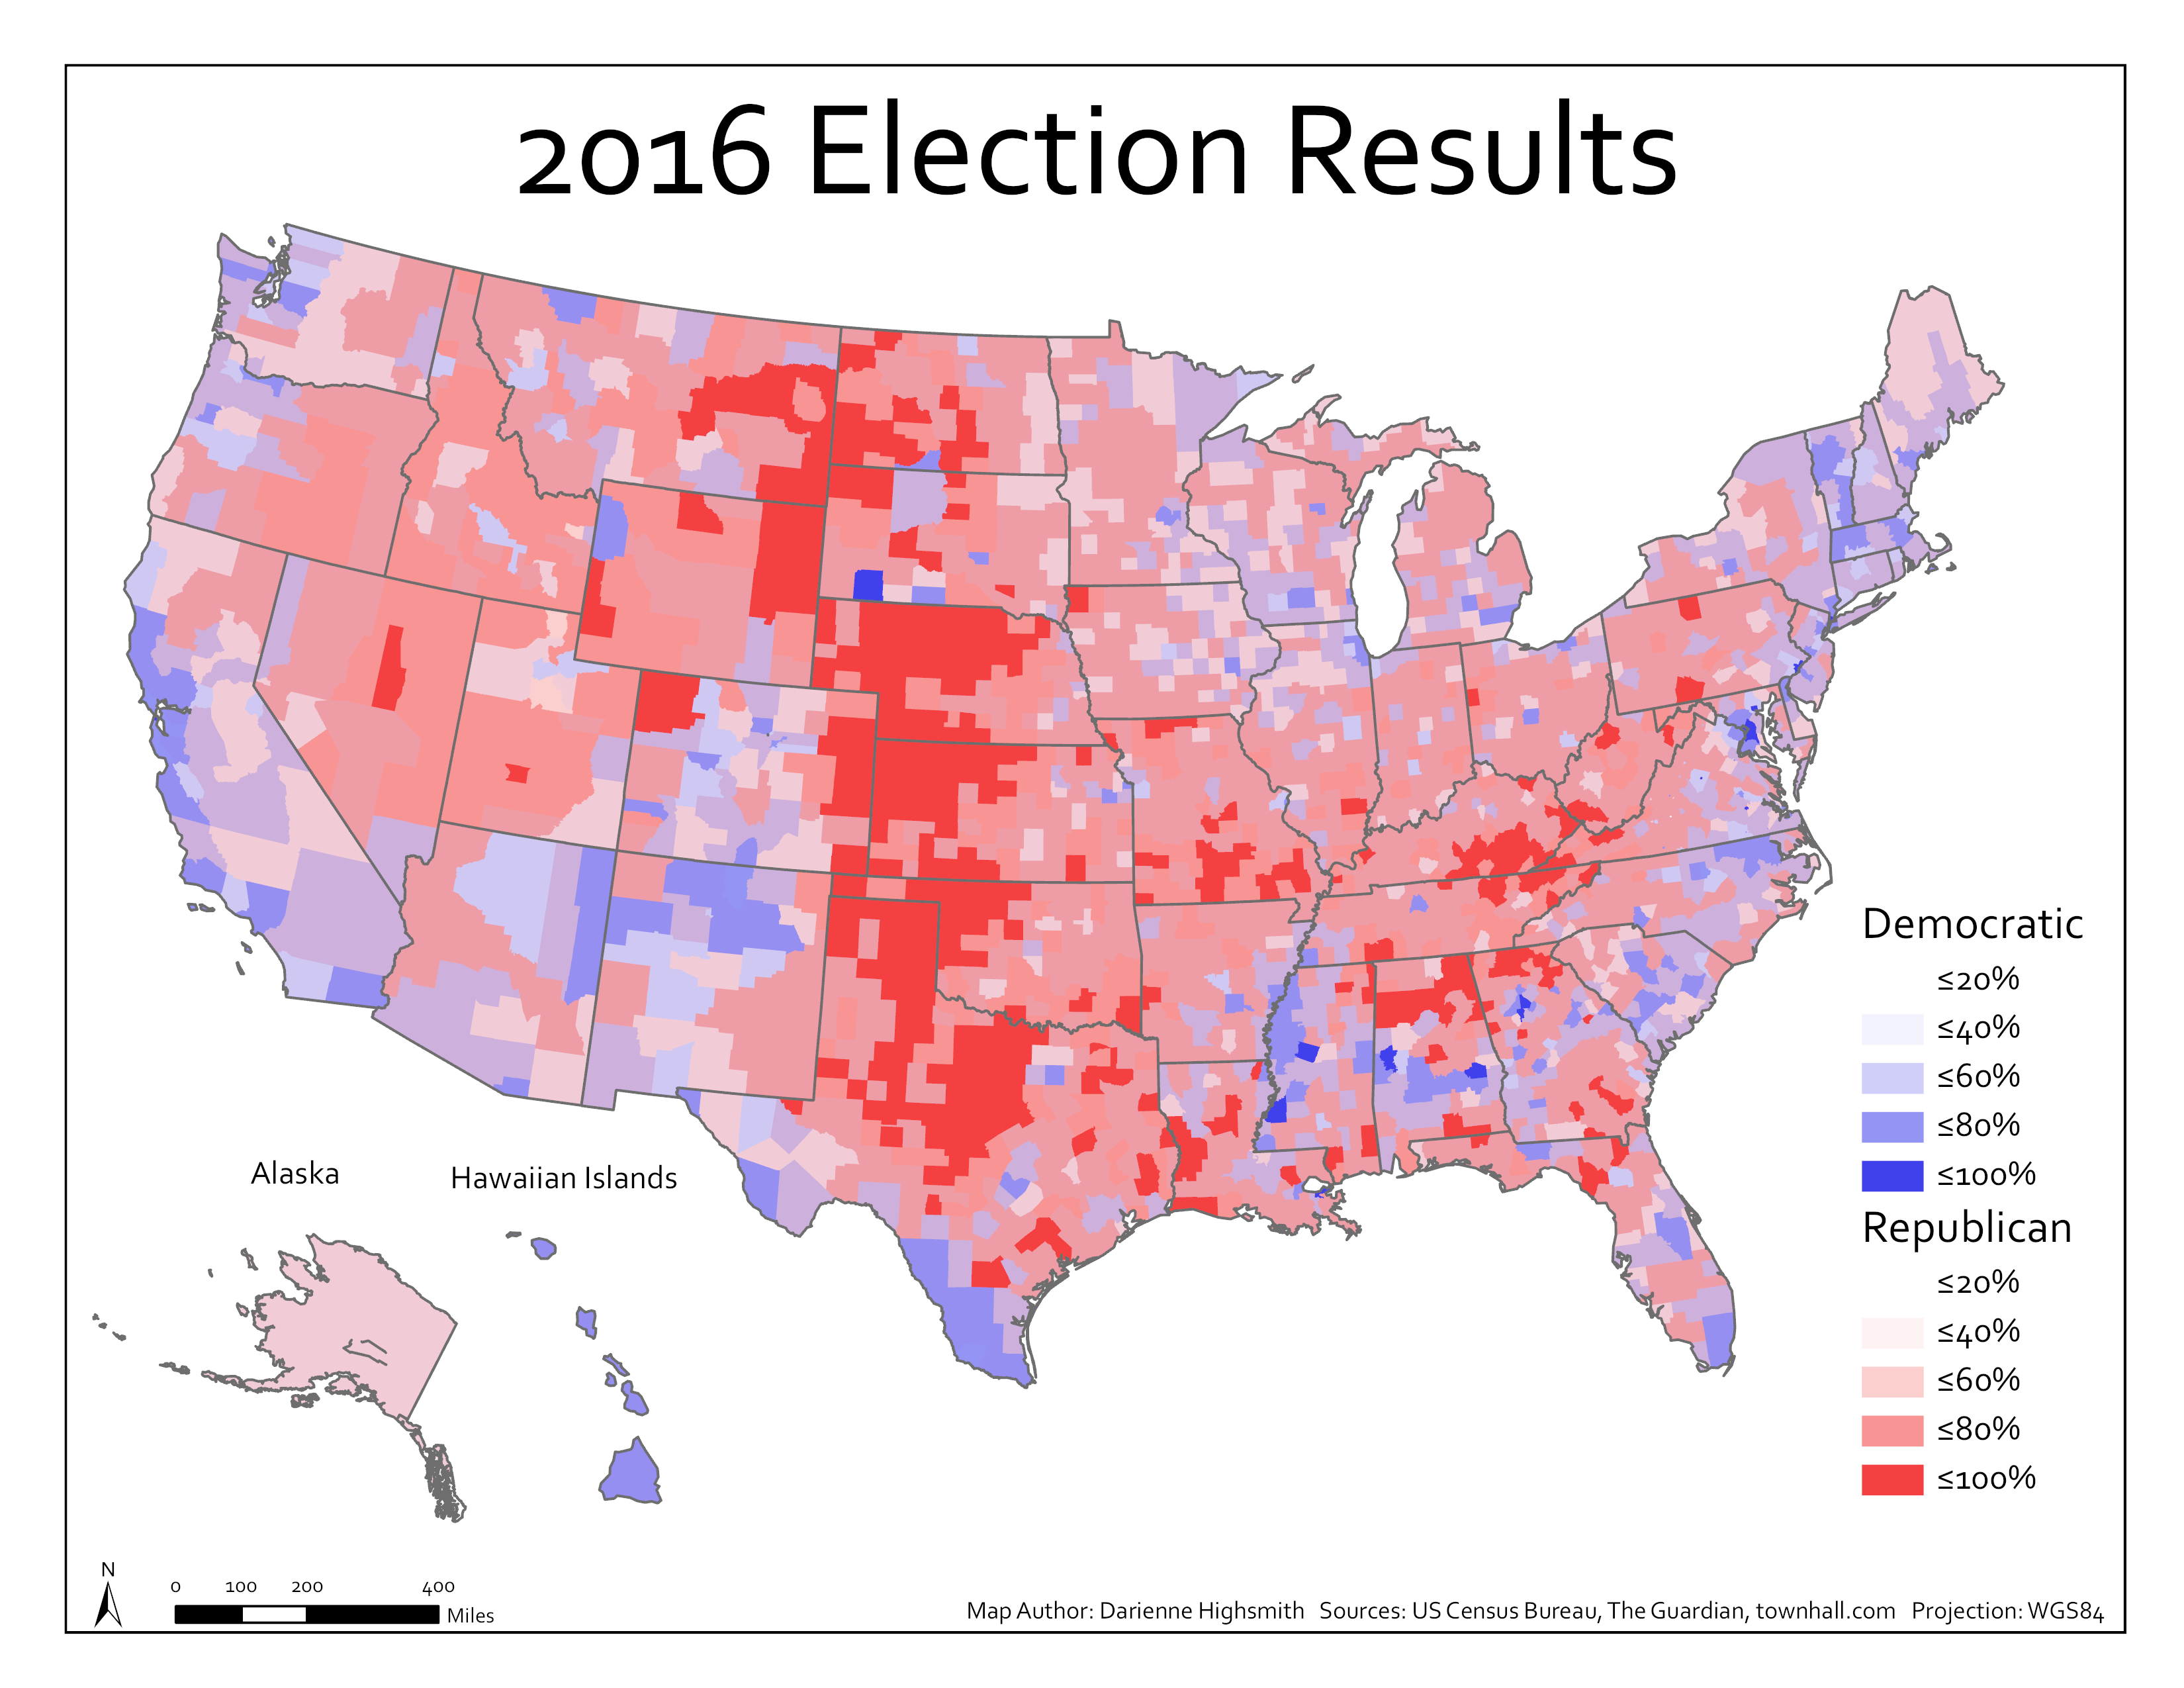 2016 Election Results
Democratic
≤20%
≤40%
≤60%
≤80%
≤100%
Republican
≤20%
≤40%
≤60%
≤80%
≤100%
Alaska
Hawaiian Islands
N
0 100 200 400
Miles
Map Author: Darienne Highsmith Sources: US Census Bureau, The Guardian, townhall.com Projection: WGS84